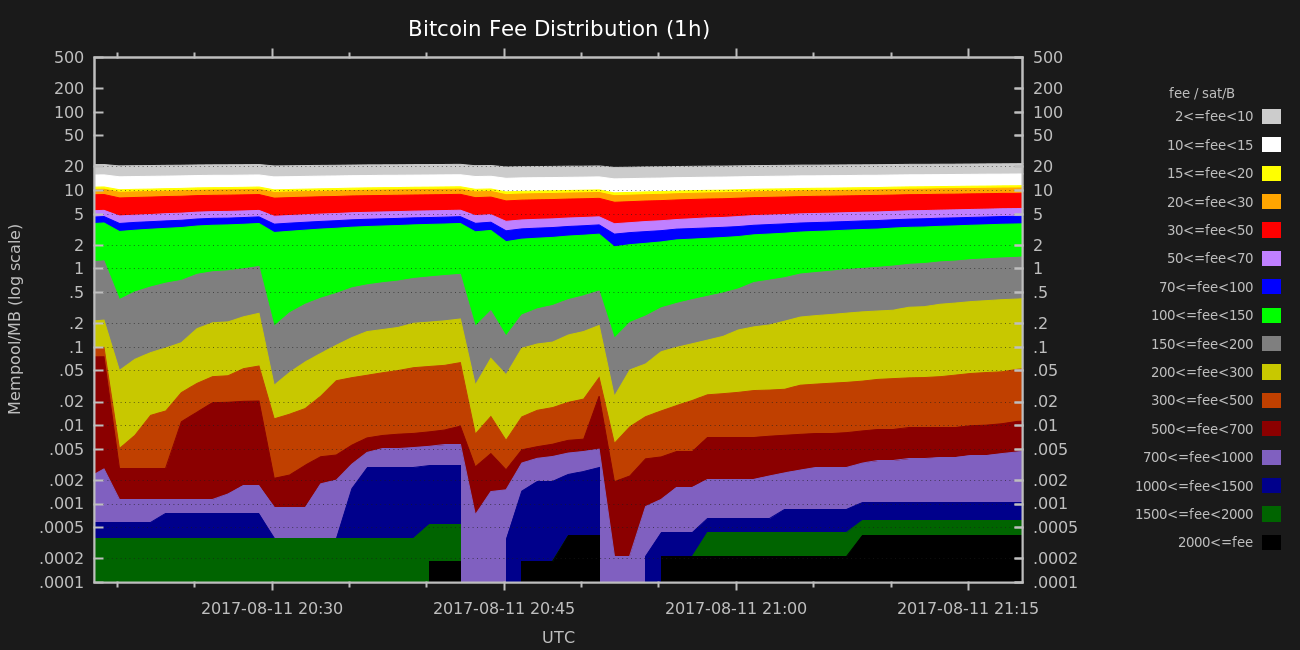 Bitcoin Fee Distribution (1h)
Mempool/MB (log scale)
500
200
100
50
20
10
5
2
1
.5
.2
.1
.05
.02
.01
.005
.002
.001
.0005
.0002
.0001
500
200
100
50
20
10
5
2
1
.5
.2
.1
.05
.02
.01
.005
.002
.001
.0005
.0002
.0001
2017-08-11 20:30 2017-08-11 20:45 2017-08-11 21:00 2017-08-11 21:15
UTC
fee / sat/B
2<=fee<10
10<=fee<15
15<=fee<20
20<=fee<30
30<=fee<50
50<=fee<70
70<=fee<100
100<=fee<150
150<=fee<200
200<=fee<300
300<=fee<500
500<=fee<700
700<=fee<1000
1000<=fee<1500
1500<=fee<2000
2000<=fee